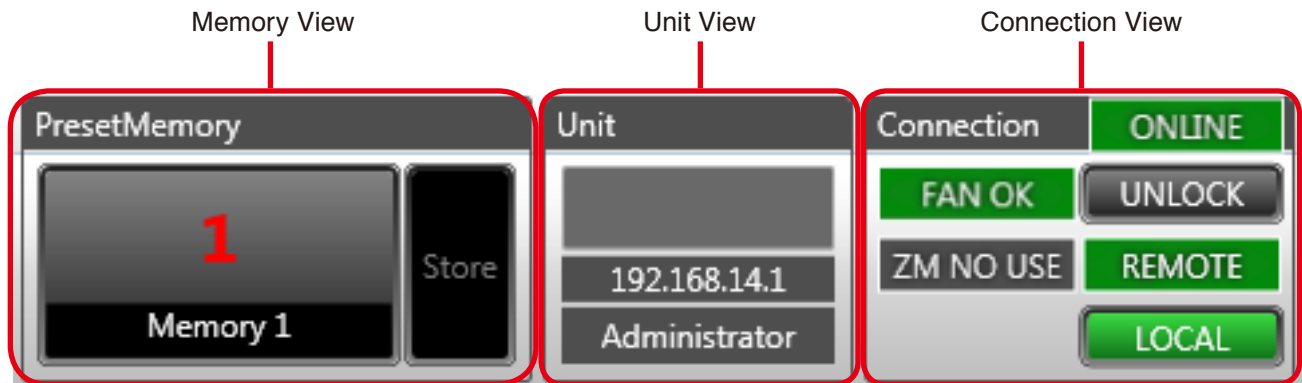 Memory View
Unit View
Connection View
PresetMemory
1
Memory 1
Store
Unit
192.168.14.1
Administrator
Connection
ONLINE
FAN OK
UNLOCK
ZM NO USE
REMOTE
LOCAL